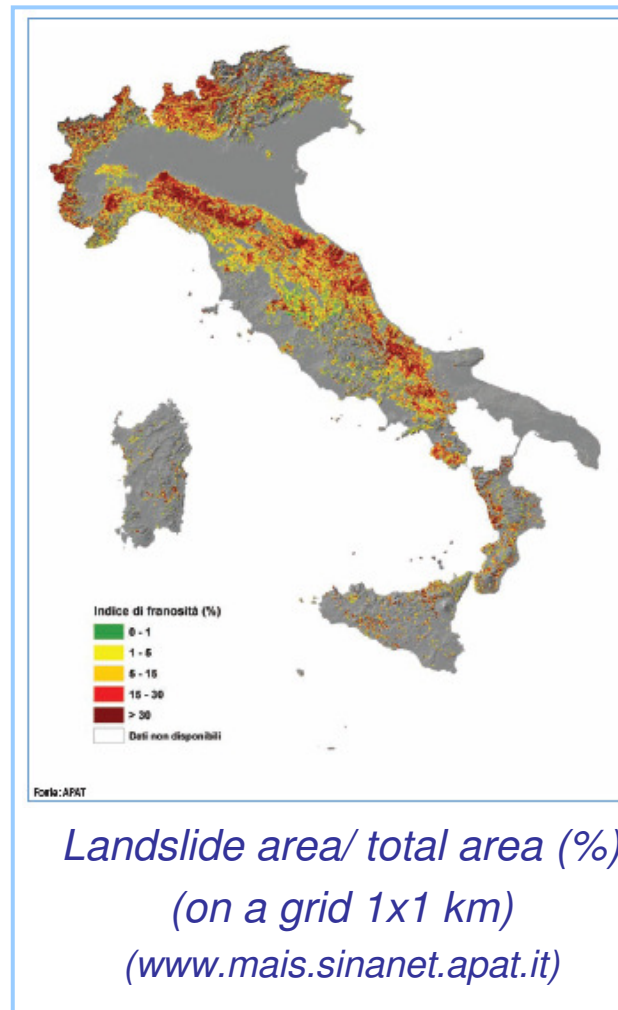 Indice di franosità (%)
0 - 1
1 - 5
5 - 15
15 - 30
> 30
Dati non disponibili
Fonte: APAT
Landslide area/ total area (%)
(on a grid 1x1 km)
(www.mais.sinanet.apat.it)